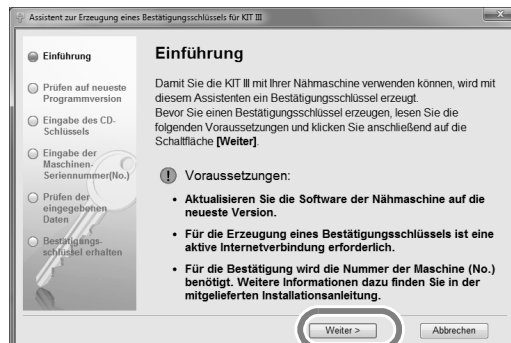 Assistent zur Erzeugung eines Bestätigungsschlüssels für KIT III
Einführung
Prüfen auf neueste
Programmversion
Eingabe des CD-
Schlüssels
Eingabe der
Maschinen-
Seriennummer(No.)
Prüfen der
eingegebenen
Daten
Bestätigungs-
schlüssel erhalten
Einführung
Damit Sie die KIT III mit Ihrer Nähmaschine verwenden können, wird mit
diesem Assistenten ein Bestätigungsschlüssel erzeugt.
Bevor Sie einen Bestätigungsschlüssel erzeugen, lesen Sie die
folgenden Voraussetzungen und klicken Sie anschließend auf die
Schaltfläche [Weiter].
Voraussetzungen:
• Aktualisieren Sie die Software der Nähmaschine auf die
neueste Version.
• Für die Erzeugung eines Bestätigungsschlüssels ist eine
aktive Internetverbindung erforderlich.
• Für die Bestätigung wird die Nummer der Maschine (No.)
benötigt. Weitere Informationen dazu finden Sie in der
mitgelieferten Installationsanleitung.
Weiter >
Abbrechen